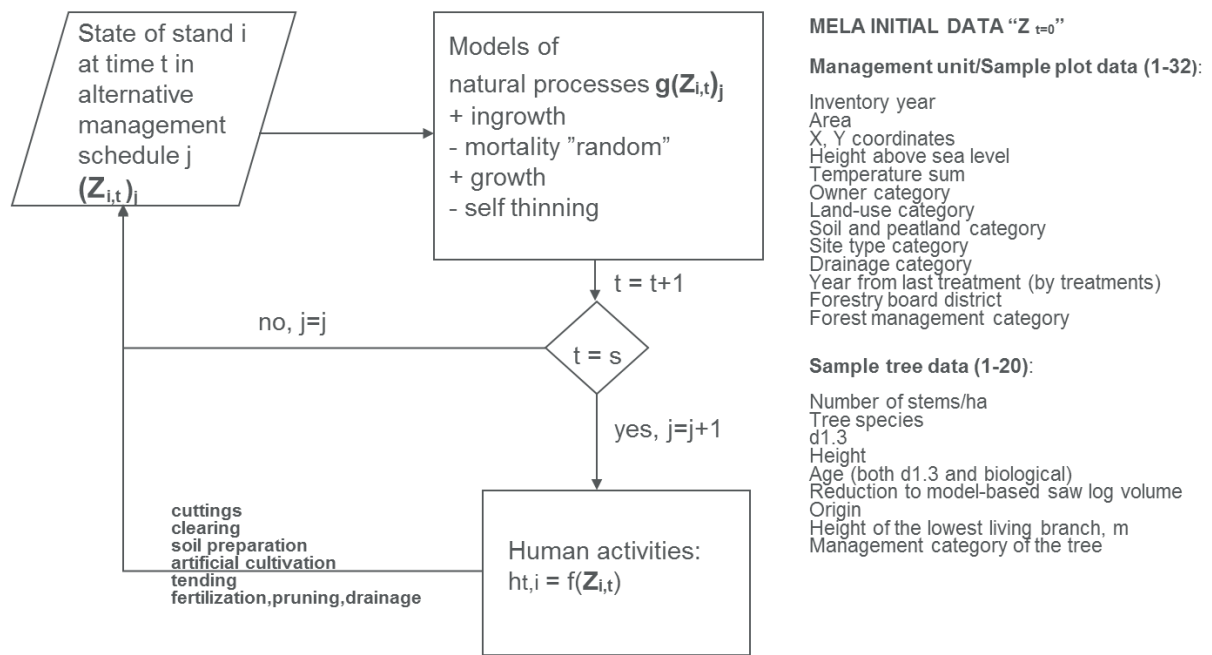 State of stand i
at time t in
alternative
management
schedule j
(Zi,t )j
Models of
natural processes g(Zi,t)j
+ ingrowth
- mortality ”random”
+ growth
- self thinning
t = t+1
no, j=j
t = s
yes, j=j+1
cuttings
clearing
soil preparation
artificial cultivation
tending
fertilization,pruning,drainage
Human activities:
ht,i = f(Zi,t)
MELA INITIAL DATA “Z t=0”
Management unit/Sample plot data (1-32):
Inventory year
Area
X, Y coordinates
Height above sea level
Temperature sum
Owner category
Land-use category
Soil and peatland category
Site type category
Drainage category
Year from last treatment (by treatments)
Forestry board district
Forest management category
Sample tree data (1-20):
Number of stems/ha
Tree species
d1.3
Height
Age (both d1.3 and biological)
Reduction to model-based saw log volume
Origin
Height of the lowest living branch, m
Management category of the tree